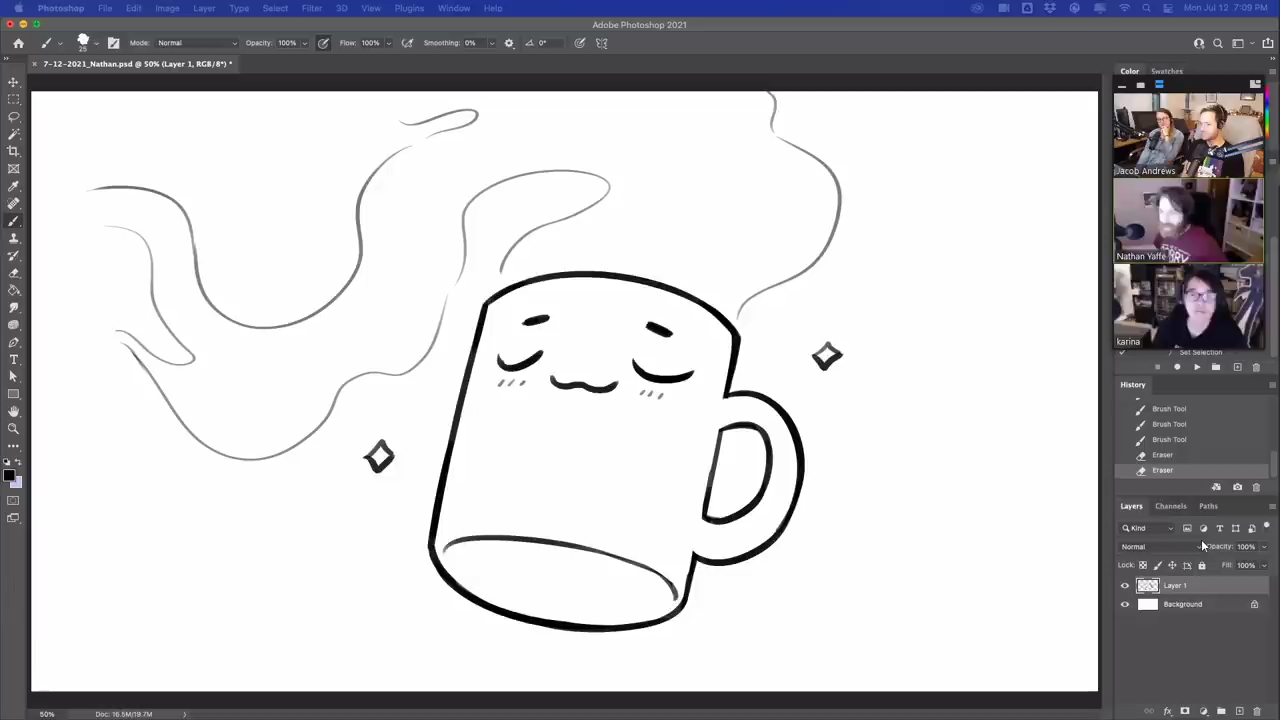 Photoshop File Edit Image Layer Type Select Filter 3D View Plugins Window Help Mon Jul 12 7:09 PM
Adobe Photoshop 2021
25 Mode: Normal Opacity: 100% Flow: 100% Smoothing: 0% 0°
7-12-2021_Nathan.psd @ 50% (Layer 1, RGB/8*) *
Color Swatches
Jacob Andrews
Nathan Yaffe
karina
Set Selection
History
Brush Tool
Brush Tool
Brush Tool
Eraser
Eraser
Layers Channels Paths
Kind
Normal Opacity: 100%
Lock: Fill: 100%
Layer 1
Background
50% Doc: 16.5M/19.7M